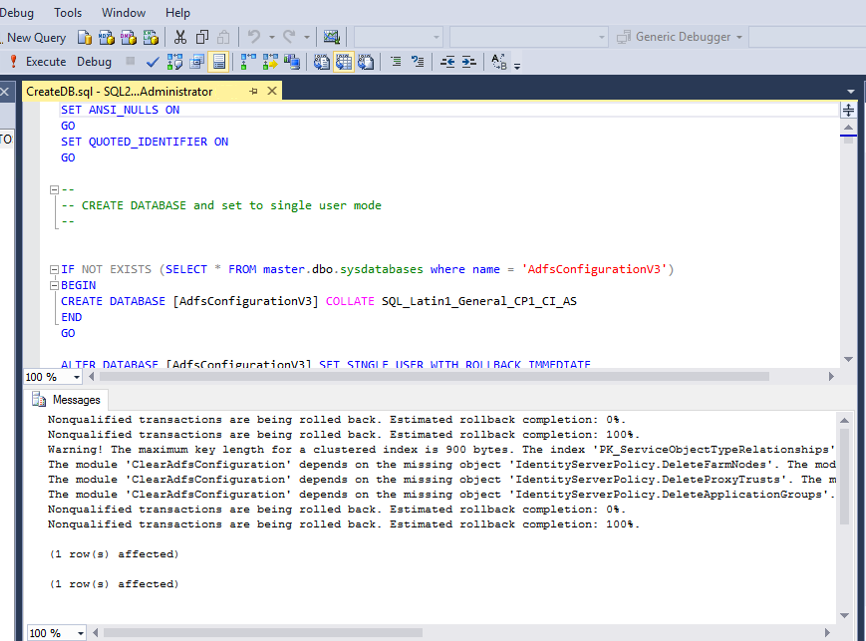 Debug Tools Window Help
New Query Generic Debugger
Execute Debug
CreateDB.sql - SQL2...Administrator
TO
SET ANSI_NULLS ON
GO
SET QUOTED_IDENTIFIER ON
GO
--
-- CREATE DATABASE and set to single user mode
--
IF NOT EXISTS (SELECT * FROM master.dbo.sysdatabases where name = 'AdfsConfigurationV3')
BEGIN
CREATE DATABASE [AdfsConfigurationV3] COLLATE SQL_Latin1_General_CP1_CI_AS
END
GO
ALTER DATABASE [AdfsConfigurationV3] SET SINGLE_USER WITH ROLLBACK IMMEDIATE
100 %
Messages
Nonqualified transactions are being rolled back. Estimated rollback completion: 0%.
Nonqualified transactions are being rolled back. Estimated rollback completion: 100%.
Warning! The maximum key length for a clustered index is 900 bytes. The index 'PK_ServiceObjectTypeRelationships'
The module 'ClearAdfsConfiguration' depends on the missing object 'IdentityServerPolicy.DeleteFarmNodes'. The mod
The module 'ClearAdfsConfiguration' depends on the missing object 'IdentityServerPolicy.DeleteProxyTrusts'. The m
The module 'ClearAdfsConfiguration' depends on the missing object 'IdentityServerPolicy.DeleteApplicationGroups'.
Nonqualified transactions are being rolled back. Estimated rollback completion: 0%.
Nonqualified transactions are being rolled back. Estimated rollback completion: 100%.
(1 row(s) affected)
(1 row(s) affected)
100 %